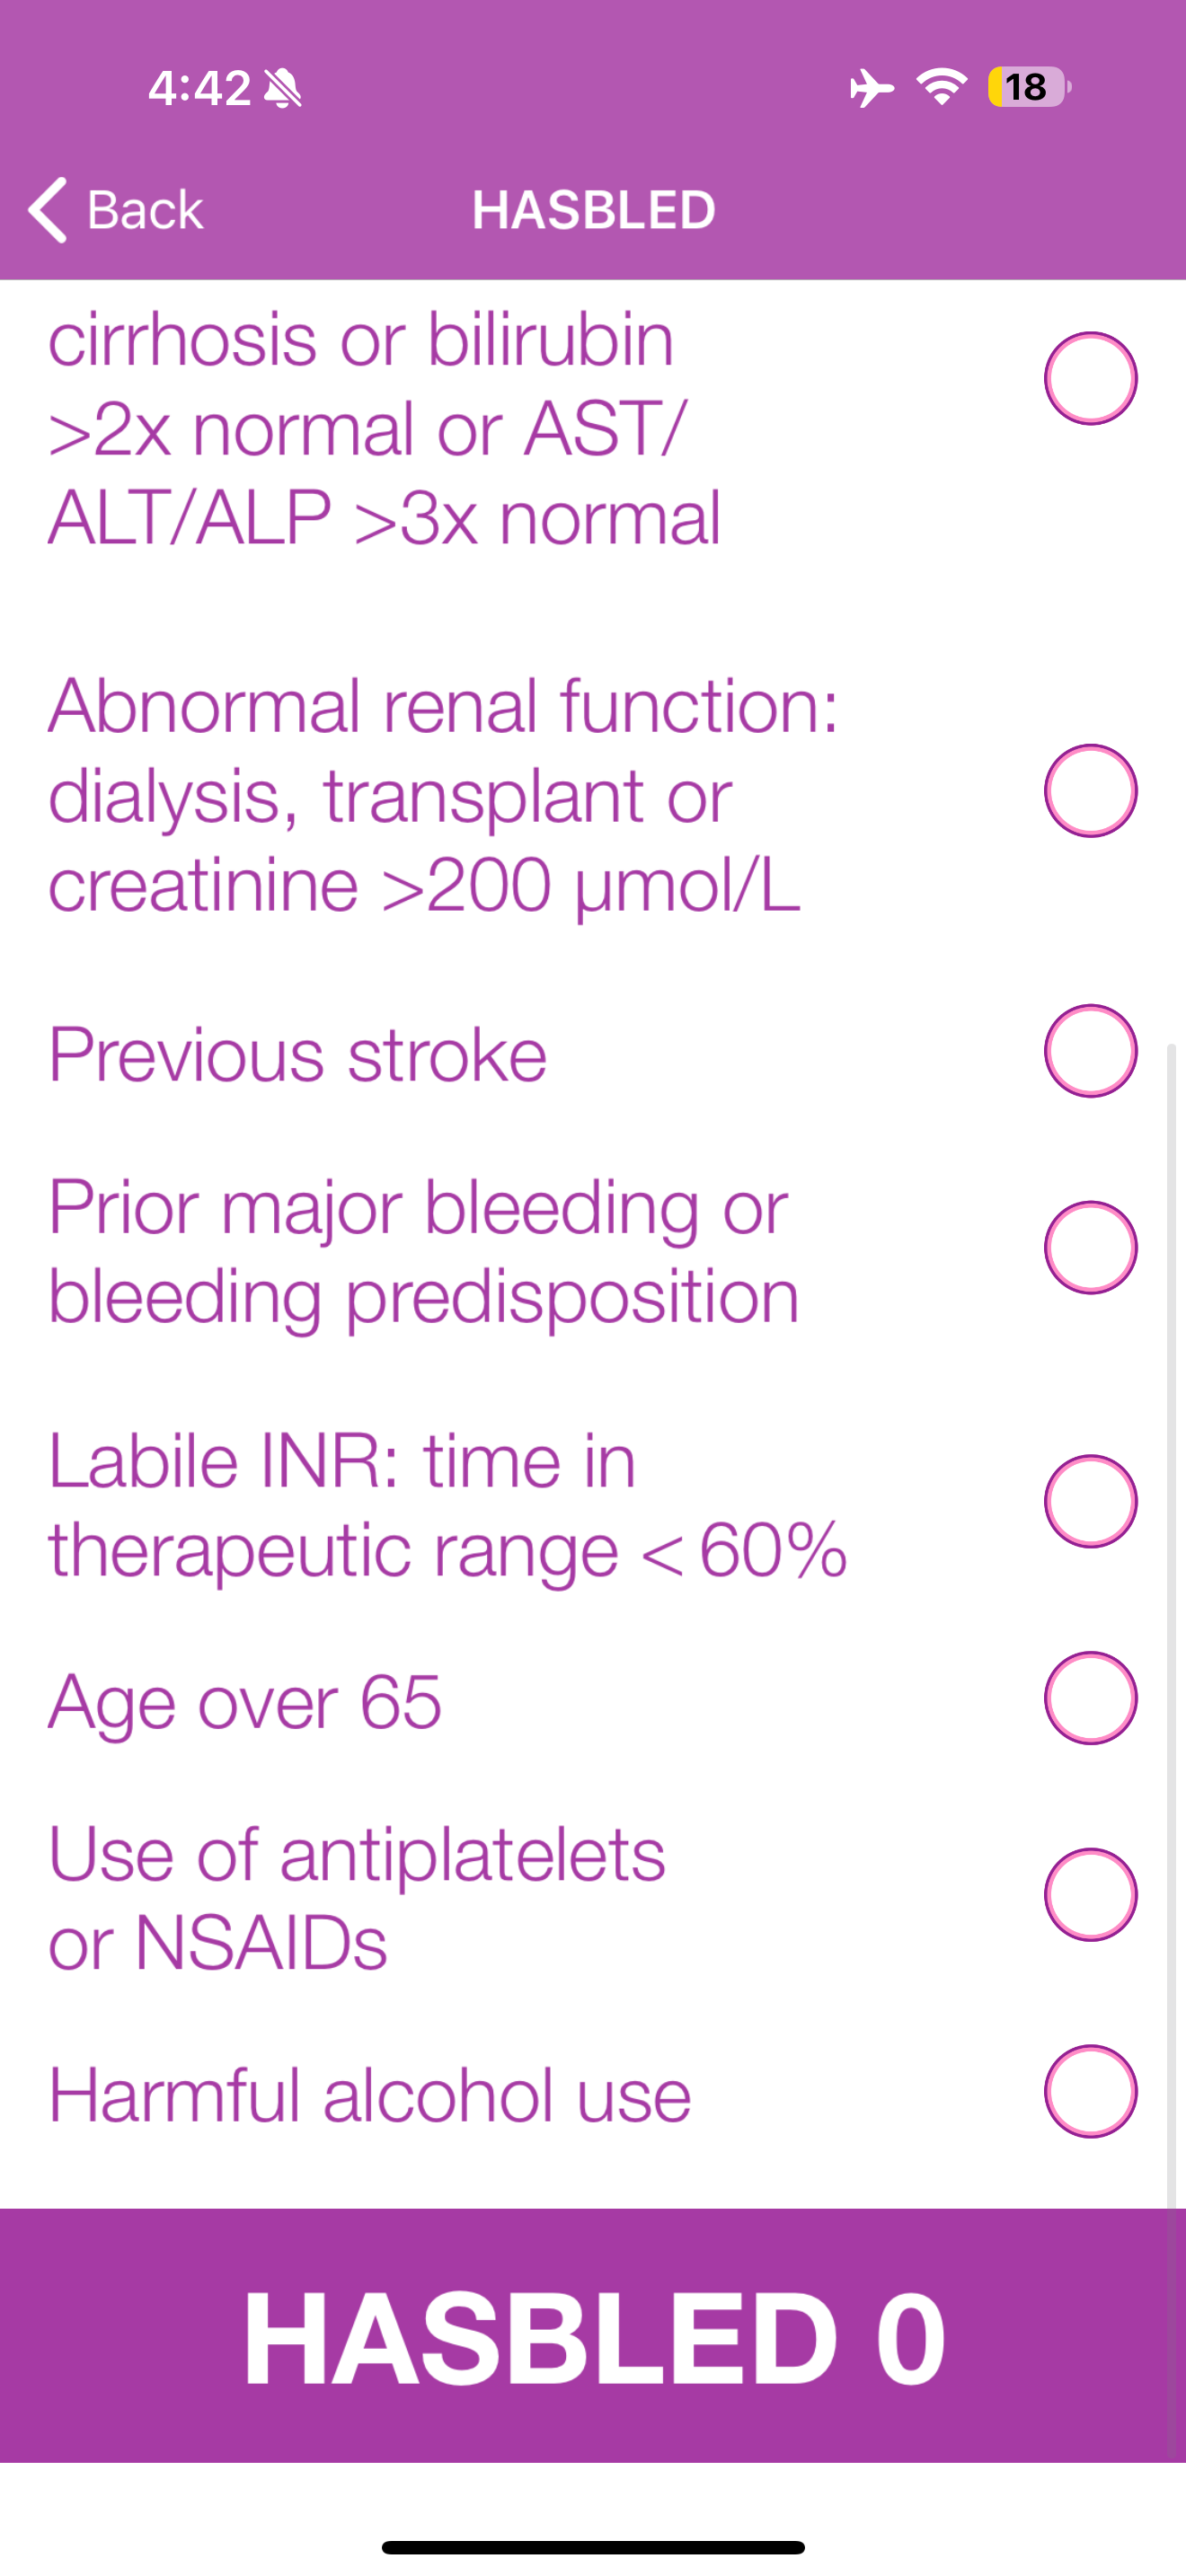 4:42
18
Back
HASBLED
cirrhosis or bilirubin
>2x normal or AST/
ALT/ALP >3x normal
Abnormal renal function:
dialysis, transplant or
creatinine >200 µmol/L
Previous stroke
Prior major bleeding or
bleeding predisposition
Labile INR: time in
therapeutic range <60%
Age over 65
Use of antiplatelets
or NSAIDs
Harmful alcohol use
HASBLED 0